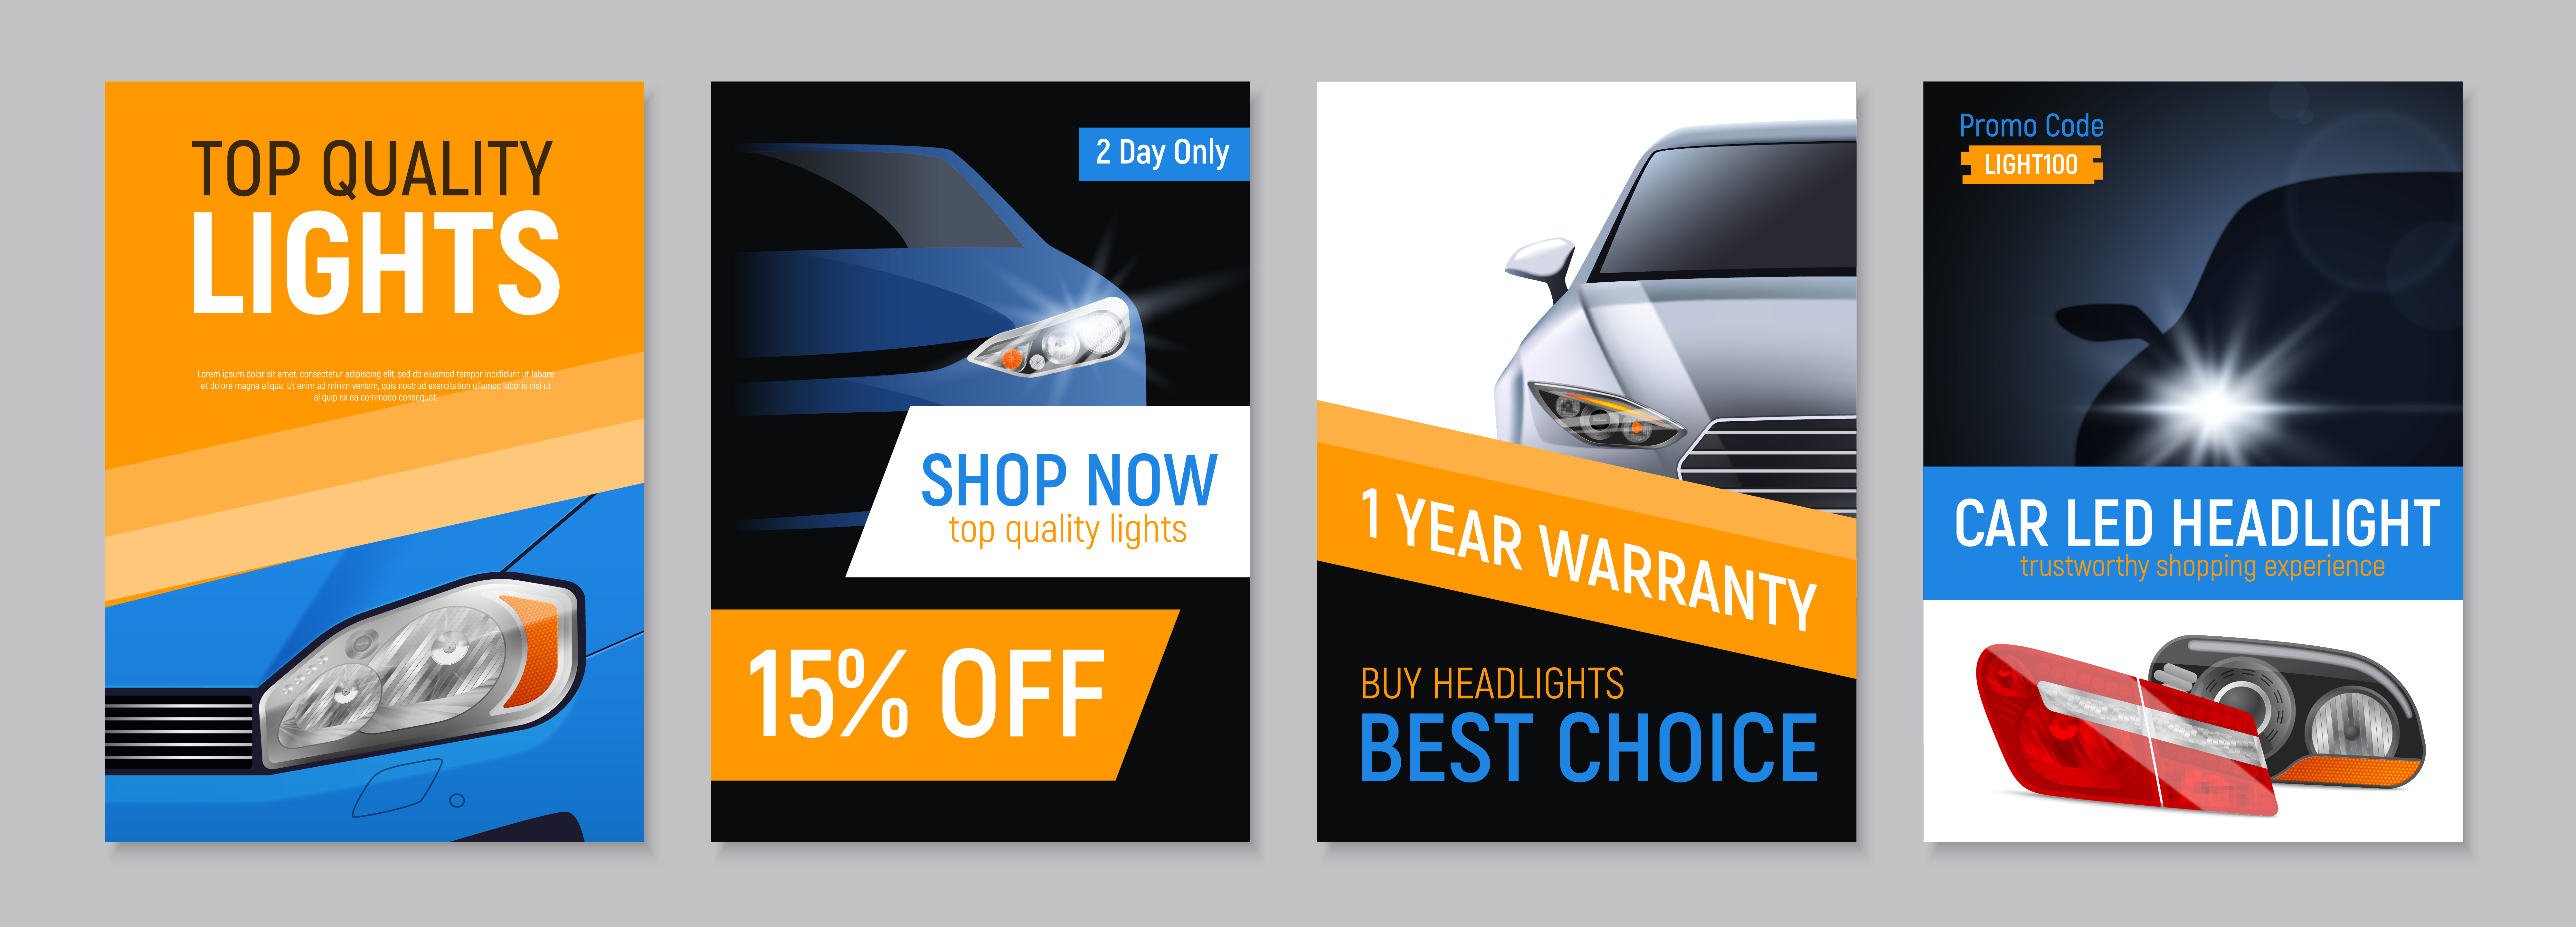 TOP QUALITY
LIGHTS
Lorem ipsum dolor sit amet, consectetur adipiscing elit, sed do eiusmod tempor incididunt ut labore
et dolore magna aliqua. Ut enim ad minim veniam, quis nostrud exercitation ullamco laboris nisi ut
aliquip ex ea commodo consequat.
2 Day Only
SHOP NOW
top quality lights
15% OFF
1 YEAR WARRANTY
BUY HEADLIGHTS
BEST CHOICE
Promo Code
LIGHT100
CAR LED HEADLIGHT
trustworthy shopping experience